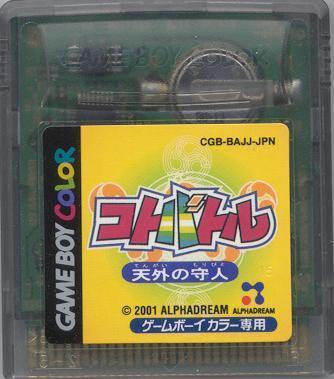 GAME BOY COLOR
CGB-BAJJ-JPN
GAME BOY COLOR
コトバトル
てんがい もりびと
天外の守人
© 2001 ALPHADREAM
ALPHADREAM
ゲームボーイカラー専用